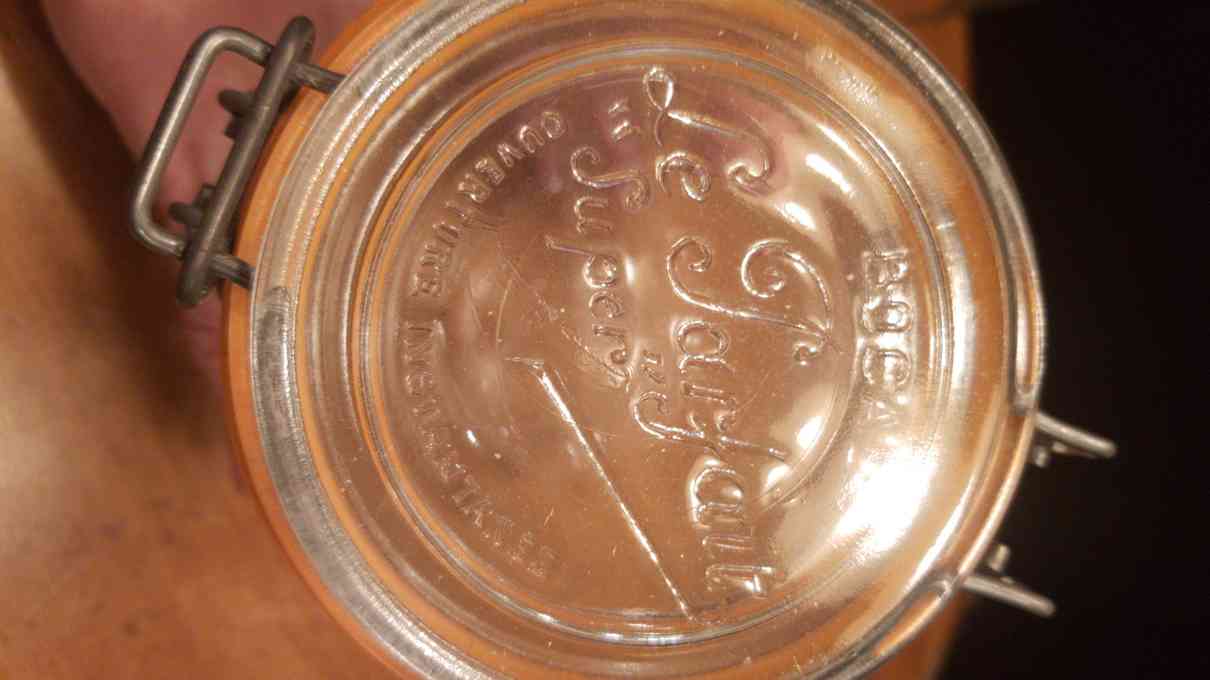 BOCAL
Le Parfait
"Super"
OUVERTURE INSTANTANÉE